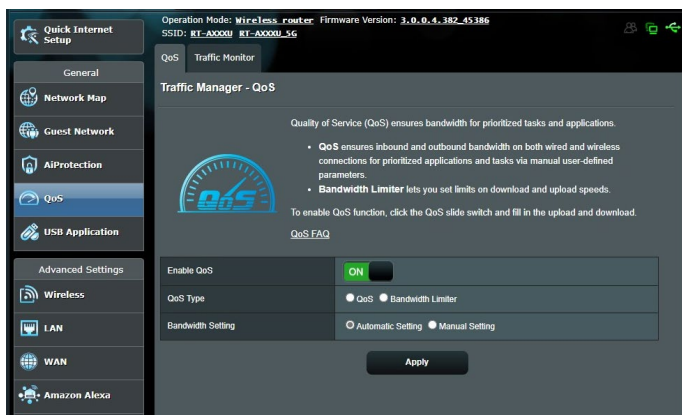 Quick Internet
Setup
Operation Mode: Wireless router Firmware Version: 3.0.0.4.382_45386
SSID: RT-AXXXU RT-AXXXU_5G
General
Network Map
Guest Network
AiProtection
QoS
USB Application
Advanced Settings
Wireless
LAN
WAN
Amazon Alexa
QoS Traffic Monitor
Traffic Manager - QoS
QoS
Quality of Service (QoS) ensures bandwidth for prioritized tasks and applications.
• QoS ensures inbound and outbound bandwidth on both wired and wireless
connections for prioritized applications and tasks via manual user-defined
parameters.
• Bandwidth Limiter lets you set limits on download and upload speeds.
To enable QoS function, click the QoS slide switch and fill in the upload and download.
QoS FAQ
Enable QoS ON
QoS Type QoS Bandwidth Limiter
Bandwidth Setting Automatic Setting Manual Setting
Apply